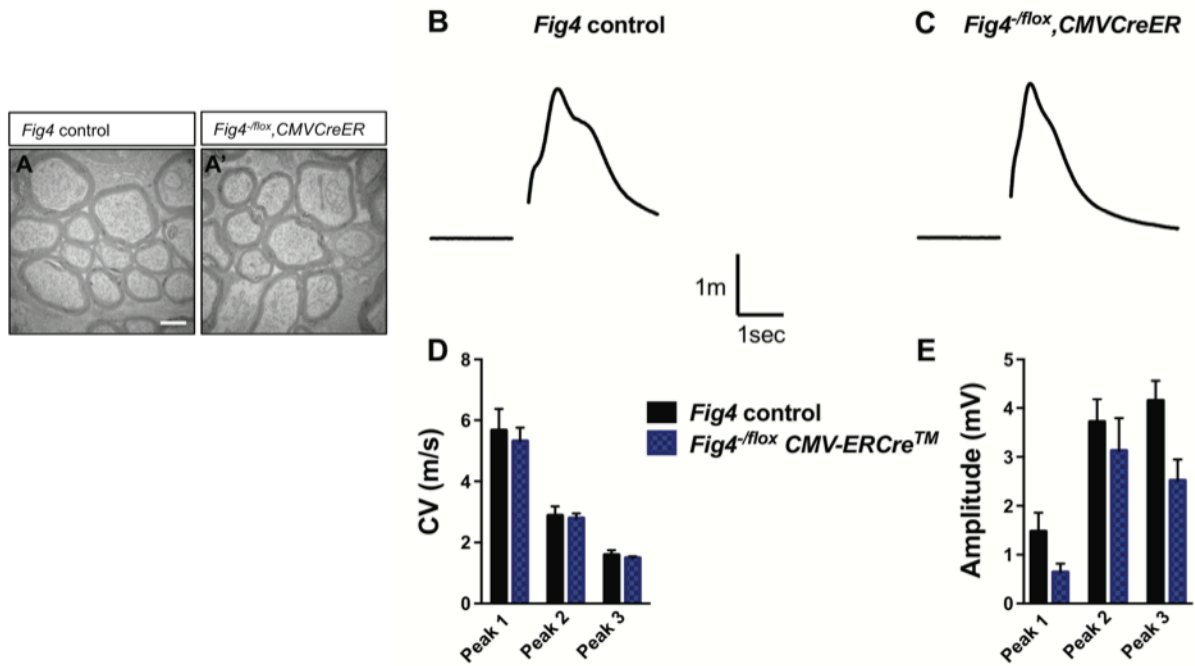 Fig4 control
Fig4-/flox,CMVCreER
A
A'
B
Fig4 control
C
Fig4-/flox,CMVCreER
1m
1sec
D
CV (m/s)
8
6
4
2
0
Peak 1
Peak 2
Peak 3
Fig4 control
Fig4-/flox CMV-ERCreTM
E
Amplitude (mV)
5
4
3
2
1
0
Peak 1
Peak 2
Peak 3